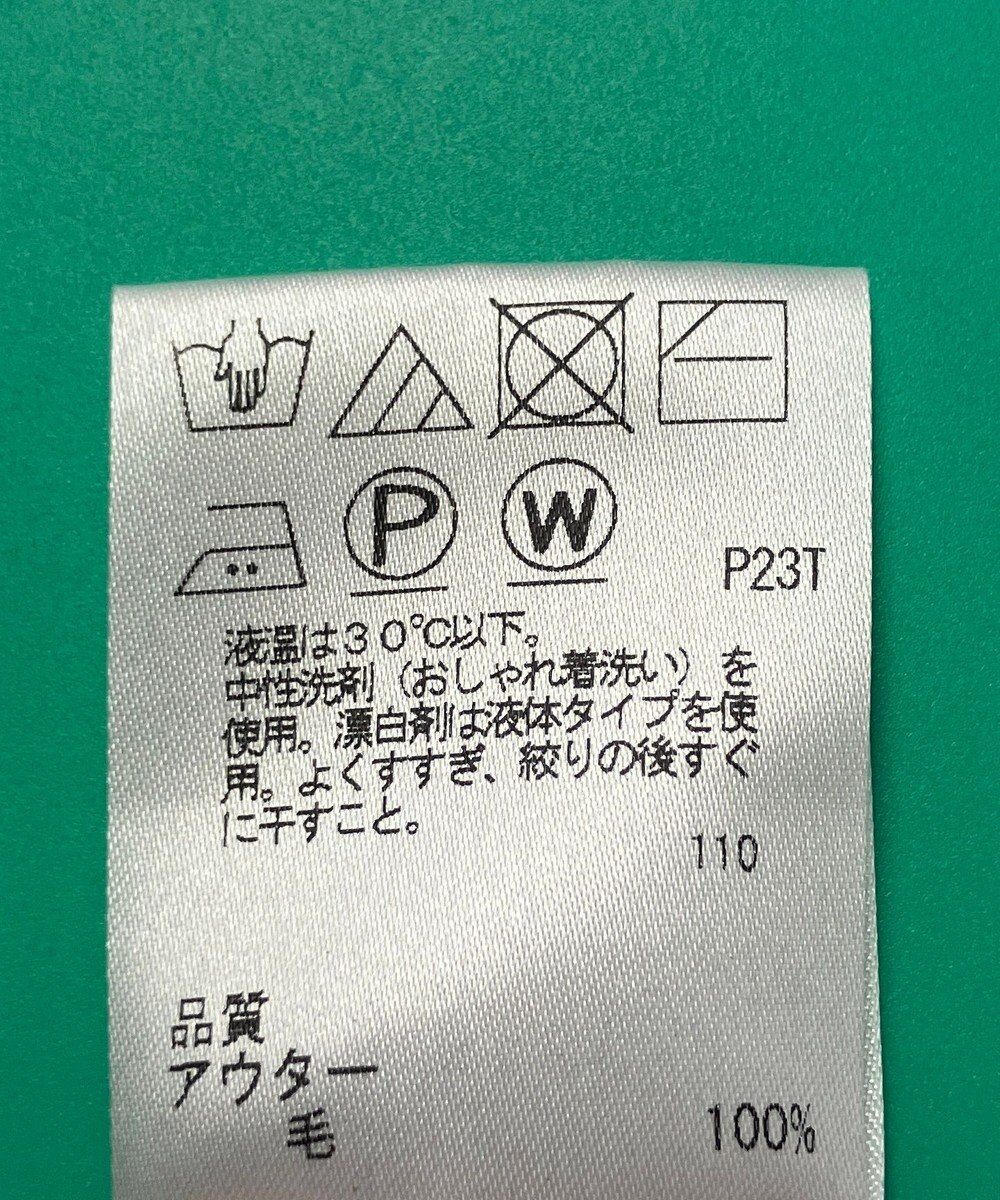 P
W
P23T
液温は30℃以下。
中性洗剤（おしゃれ着洗い）を
使用。漂白剤は液体タイプを使
用。よくすすぎ、絞りの後すぐ
に干すこと。
110
品質
アウター
毛 100%